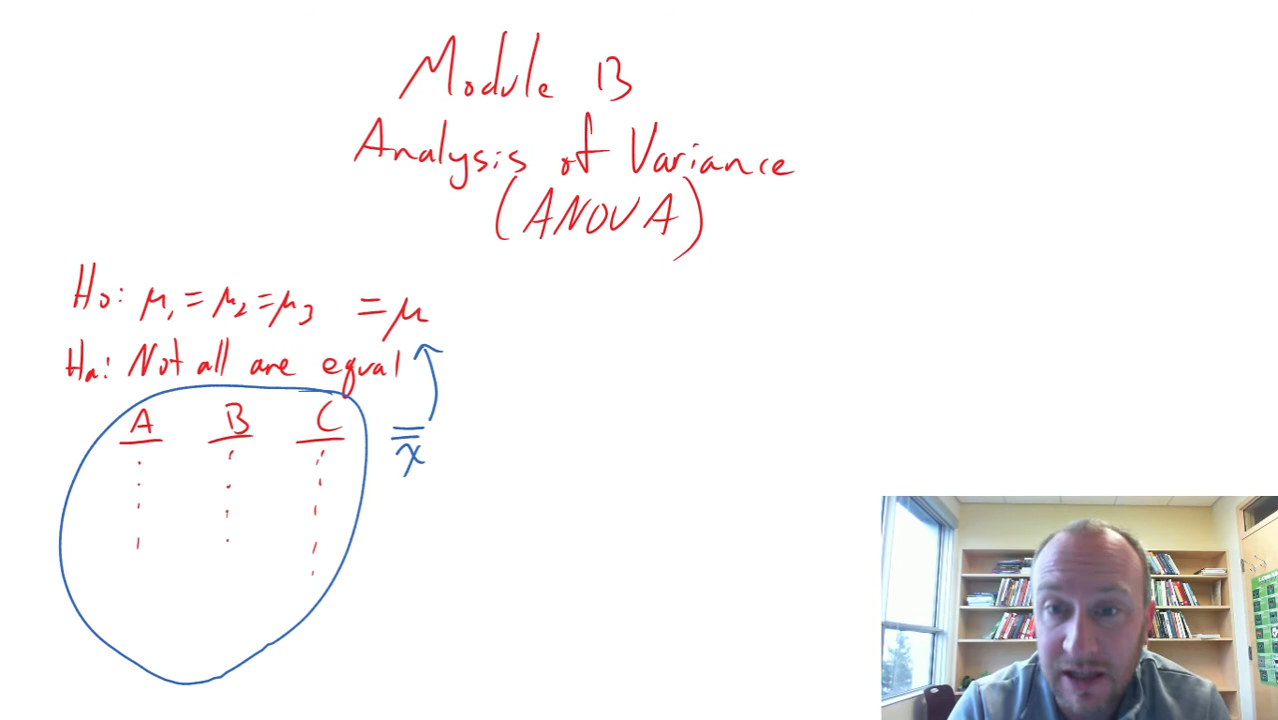 Module 13
Analysis of Variance
(ANOVA)
H₀: μ₁ = μ₂ = μ₃ = μ
Hₐ: Not all are equal
A B C
x̿